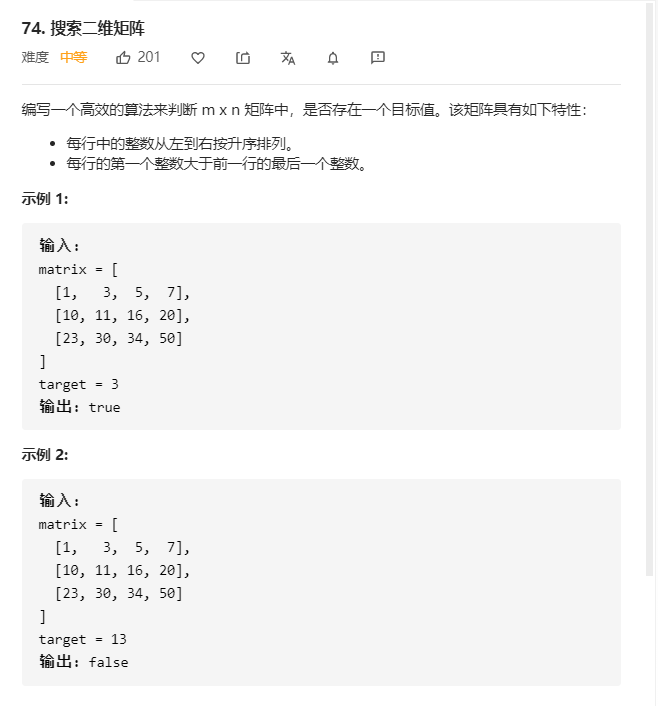 74. 搜索二维矩阵
难度 中等 201
编写一个高效的算法来判断 m x n 矩阵中，是否存在一个目标值。该矩阵具有如下特性：
• 每行中的整数从左到右按升序排列。
• 每行的第一个整数大于前一行的最后一个整数。
示例 1:
输入:
matrix = [
  [1,   3,  5,  7],
  [10, 11, 16, 20],
  [23, 30, 34, 50]
]
target = 3
输出: true
示例 2:
输入:
matrix = [
  [1,   3,  5,  7],
  [10, 11, 16, 20],
  [23, 30, 34, 50]
]
target = 13
输出: false